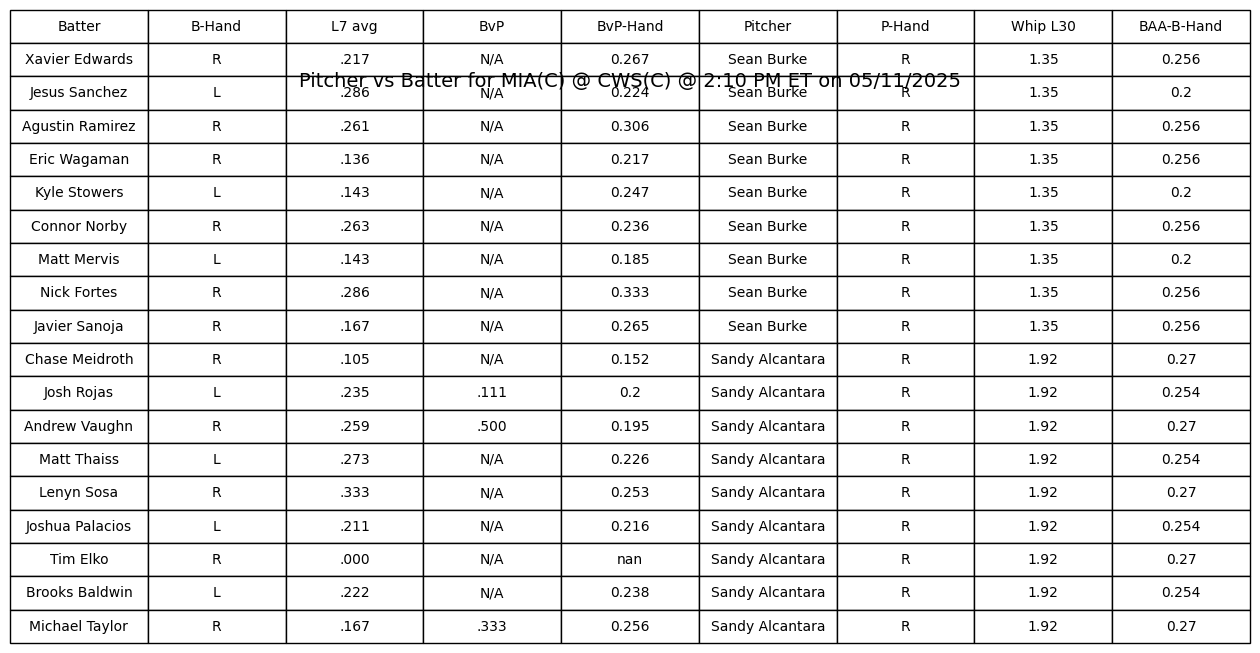 Batter B-Hand L7 avg BvP BvP-Hand Pitcher P-Hand Whip L30 BAA-B-Hand
Xavier Edwards R .217 N/A 0.267 Sean Burke R 1.35 0.256
Pitcher vs Batter for MIA(C) @ CWS(C) @ 2:10 PM ET on 05/11/2025
Jesus Sanchez L .286 N/A 0.224 Sean Burke R 1.35 0.2
Agustin Ramirez R .261 N/A 0.306 Sean Burke R 1.35 0.256
Eric Wagaman R .136 N/A 0.217 Sean Burke R 1.35 0.256
Kyle Stowers L .143 N/A 0.247 Sean Burke R 1.35 0.2
Connor Norby R .263 N/A 0.236 Sean Burke R 1.35 0.256
Matt Mervis L .143 N/A 0.185 Sean Burke R 1.35 0.2
Nick Fortes R .286 N/A 0.333 Sean Burke R 1.35 0.256
Javier Sanoja R .167 N/A 0.265 Sean Burke R 1.35 0.256
Chase Meidroth R .105 N/A 0.152 Sandy Alcantara R 1.92 0.27
Josh Rojas L .235 .111 0.2 Sandy Alcantara R 1.92 0.254
Andrew Vaughn R .259 .500 0.195 Sandy Alcantara R 1.92 0.27
Matt Thaiss L .273 N/A 0.226 Sandy Alcantara R 1.92 0.254
Lenyn Sosa R .333 N/A 0.253 Sandy Alcantara R 1.92 0.27
Joshua Palacios L .211 N/A 0.216 Sandy Alcantara R 1.92 0.254
Tim Elko R .000 N/A nan Sandy Alcantara R 1.92 0.27
Brooks Baldwin L .222 N/A 0.238 Sandy Alcantara R 1.92 0.254
Michael Taylor R .167 .333 0.256 Sandy Alcantara R 1.92 0.27